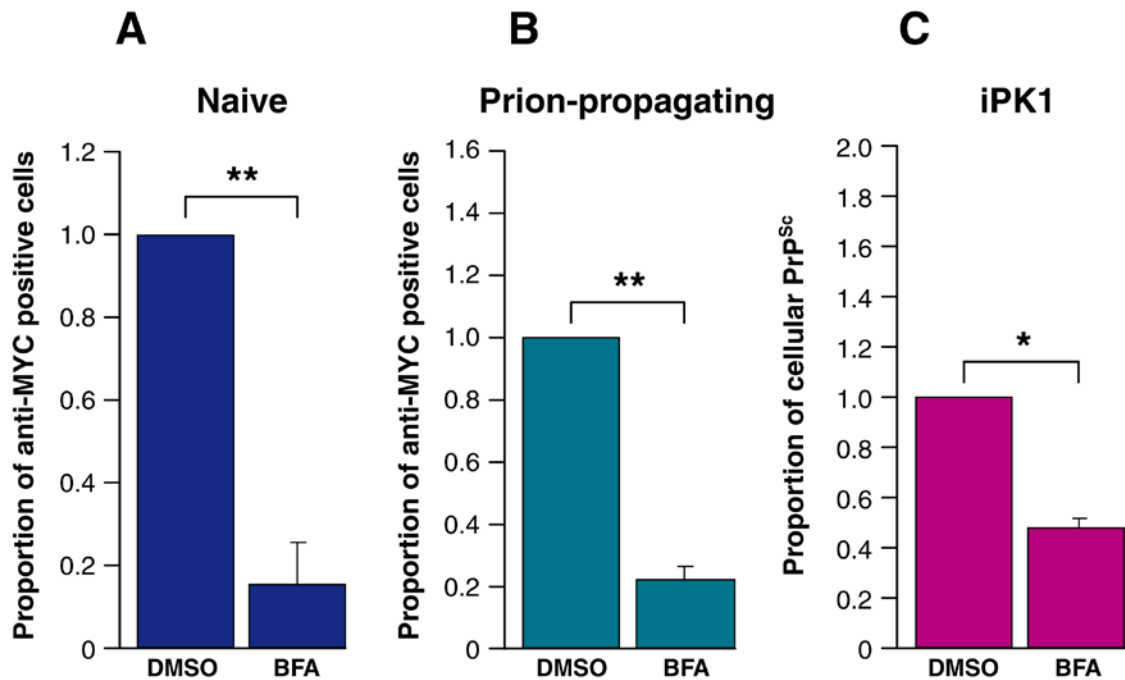 A
Naive
Proportion of anti-MYC positive cells
1.2
1.0
0.8
0.6
0.4
0.2
0
**
DMSO BFA
B
Prion-propagating
Proportion of anti-MYC positive cells
1.6
1.4
1.2
1.0
0.8
0.6
0.4
0.2
0
**
DMSO BFA
C
iPK1
Proportion of cellular PrPSc
2.0
1.8
1.6
1.4
1.2
1.0
0.8
0.6
0.4
0.2
0
*
DMSO BFA